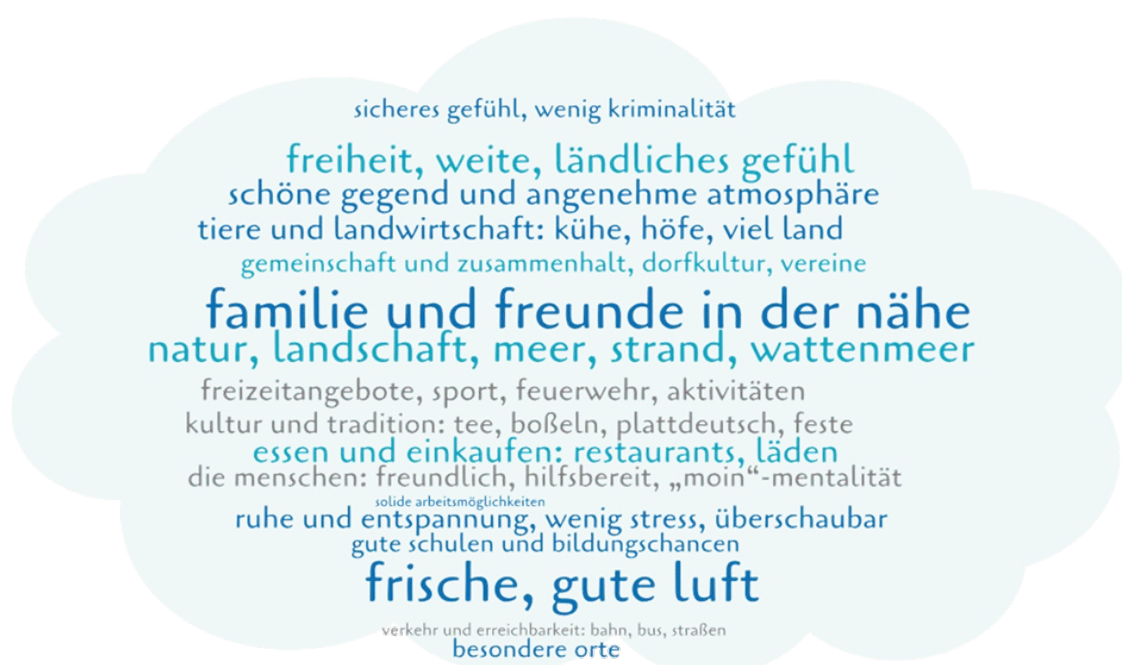 sicheres gefühl, wenig kriminalität
freiheit, weite, ländliches gefühl
schöne gegend und angenehme atmosphäre
tiere und landwirtschaft: kühe, höfe, viel land
gemeinschaft und zusammenhalt, dorfkultur, vereine
familie und freunde in der nähe
natur, landschaft, meer, strand, wattenmeer
freizeitangebote, sport, feuerwehr, aktivitäten
kultur und tradition: tee, boßeln, plattdeutsch, feste
essen und einkaufen: restaurants, läden
die menschen: freundlich, hilfsbereit, „moin“-mentalität
solide arbeitsmöglichkeiten
ruhe und entspannung, wenig stress, überschaubar
gute schulen und bildungschancen
frische, gute luft
verkehr und erreichbarkeit: bahn, bus, straßen
besondere orte